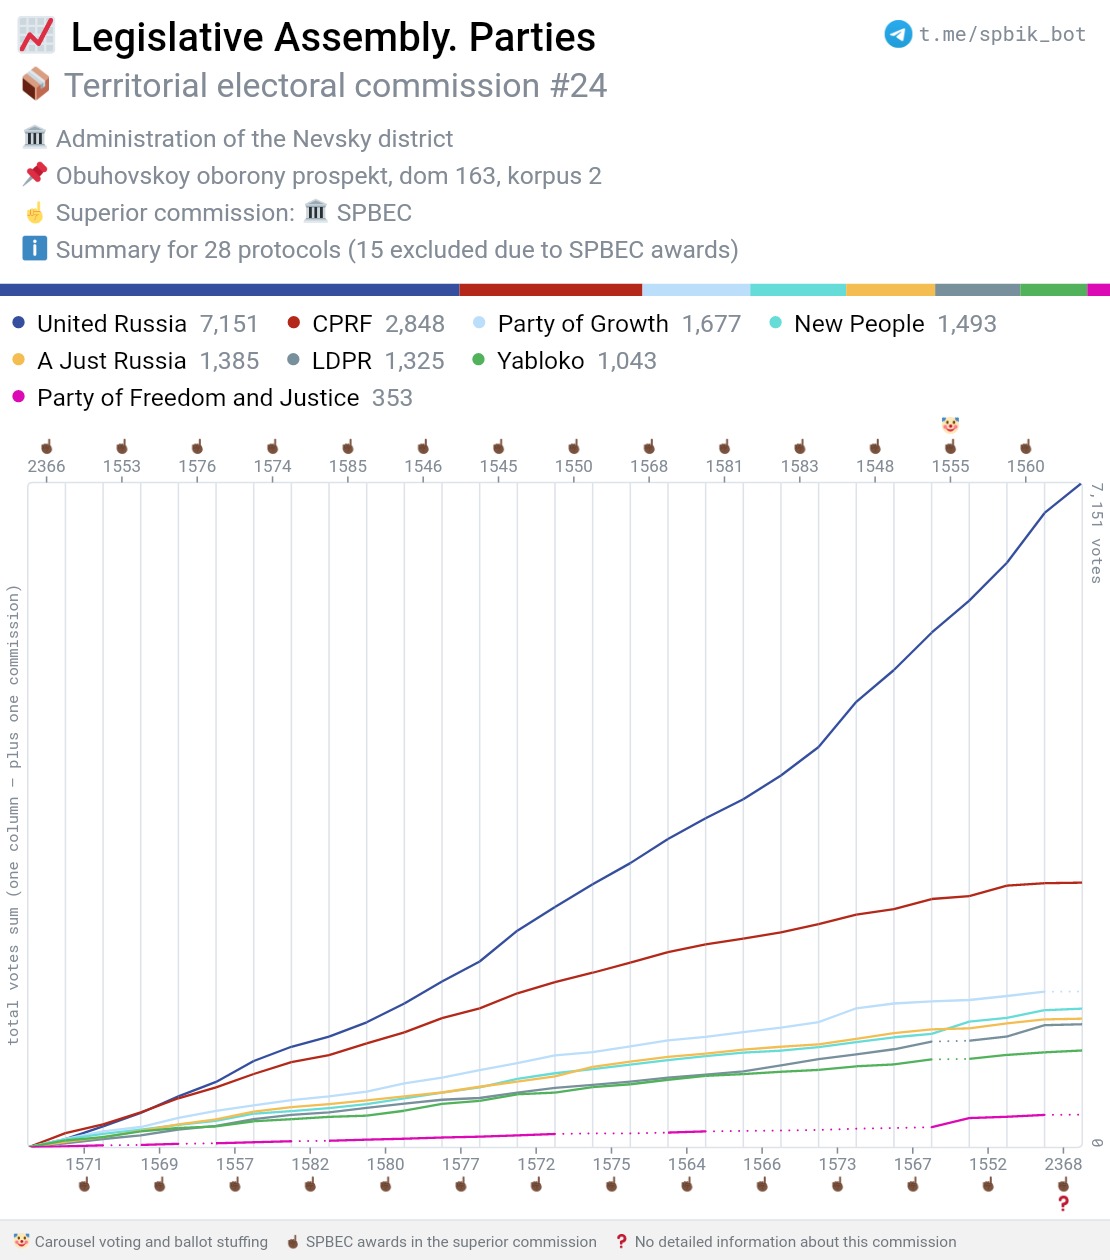 Legislative Assembly. Parties
t.me/spbik_bot
Territorial electoral commission #24
Administration of the Nevsky district
Obuhovskoy oborony prospekt, dom 163, korpus 2
Superior commission: SPBEC
Summary for 28 protocols (15 excluded due to SPBEC awards)
United Russia 7,151 CPRF 2,848 Party of Growth 1,677 New People 1,493
A Just Russia 1,385 LDPR 1,325 Yabloko 1,043
Party of Freedom and Justice 353
2366 1553 1576 1574 1585 1546 1545 1550 1568 1581 1583 1548 1555 1560
7,151 votes
total votes sum (one column – plus one commission)
0
1571 1569 1557 1582 1580 1577 1572 1575 1564 1566 1573 1567 1552 2368
Carousel voting and ballot stuffing SPBEC awards in the superior commission No detailed information about this commission